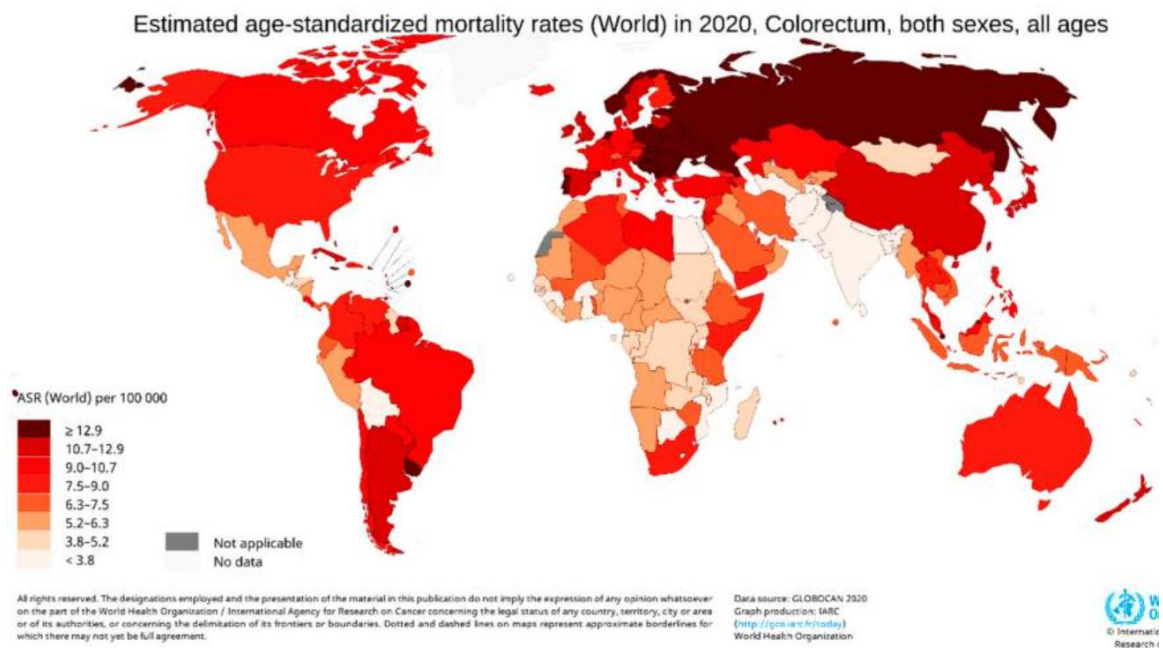 Estimated age-standardized mortality rates (World) in 2020, Colorectum, both sexes, all ages
ASR (World) per 100 000
≥ 12.9
10.7–12.9
9.0–10.7
7.5–9.0
6.3–7.5
5.2–6.3
3.8–5.2
< 3.8
Not applicable
No data
All rights reserved. The designations employed and the presentation of the material in this publication do not imply the expression of any opinion whatsoever
on the part of the World Health Organization / International Agency for Research on Cancer concerning the legal status of any country, territory, city or area
or of its authorities, or concerning the delimitation of its frontiers or boundaries. Dotted and dashed lines on maps represent approximate borderlines for
which there may not yet be full agreement.
Data source: GLOBOCAN 2020
Graph production: IARC
(http://gco.iarc.fr/today)
World Health Organization
W
Or
© Internatio
Research o